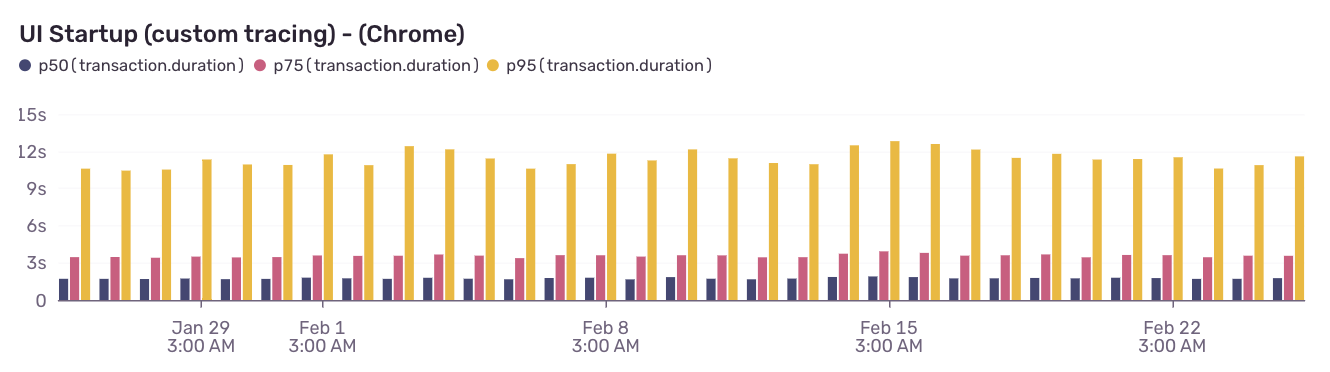 UI Startup (custom tracing) - (Chrome)
p50(transaction.duration) p75(transaction.duration) p95(transaction.duration)
15s
12s
9s
6s
3s
0
Jan 29 Feb 1 Feb 8 Feb 15 Feb 22
3:00 AM 3:00 AM 3:00 AM 3:00 AM 3:00 AM